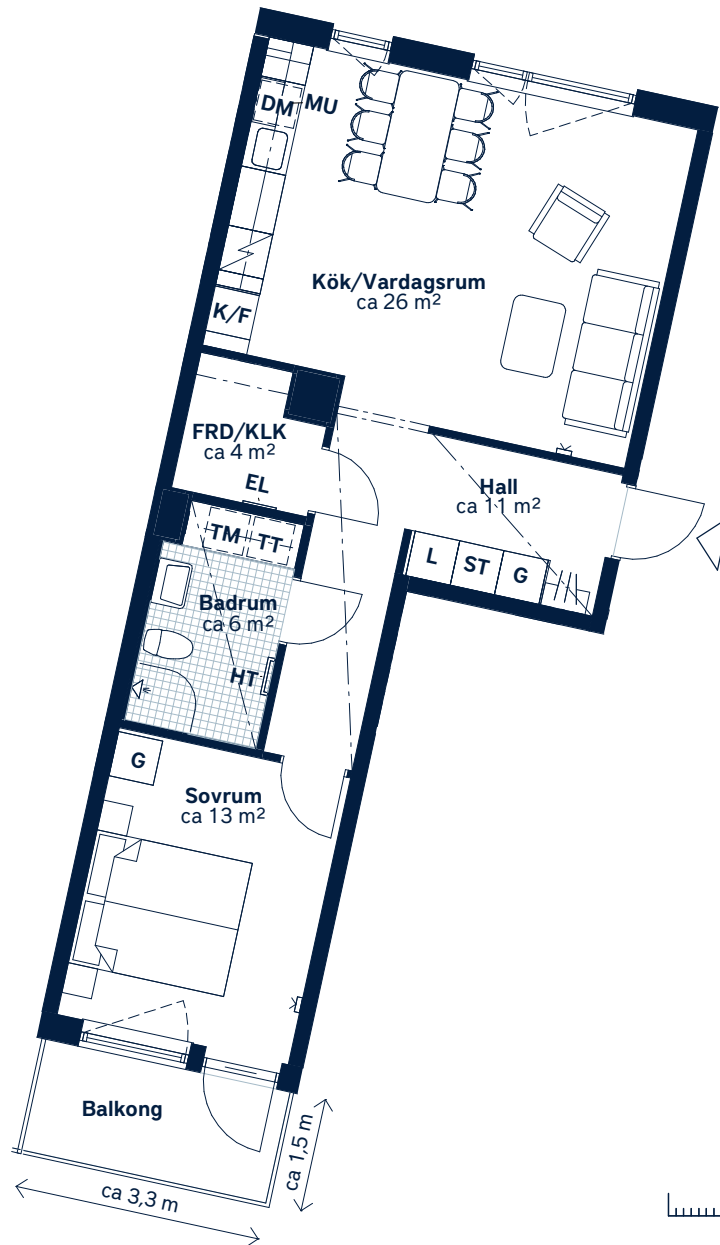 DM MU
Kök/Vardagsrum
ca 26 m²
K/F
FRD/KLK
ca 4 m²
EL
Hall
ca 11 m²
TM TT
L ST G
Badrum
ca 6 m²
HT
G
Sovrum
ca 13 m²
Balkong
ca 1,5 m
ca 3,3 m